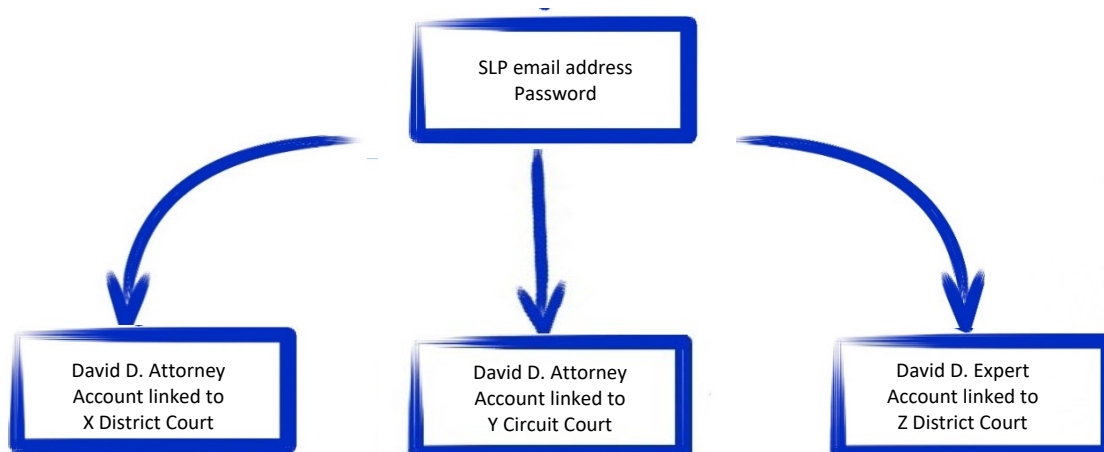 SLP email address
Password
David D. Attorney
Account linked to
X District Court
David D. Attorney
Account linked to
Y Circuit Court
David D. Expert
Account linked to
Z District Court